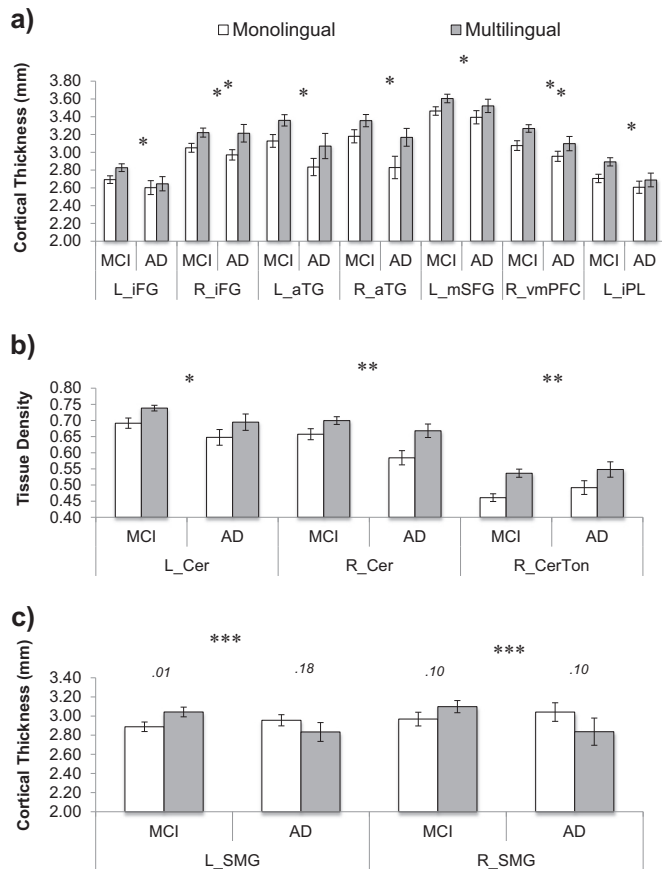 a)
Monolingual Multilingual
Cortical Thickness (mm)
3.80
3.60
3.40
3.20
3.00
2.80
2.60
2.40
2.20
2.00
* ** * * * ** *
MCI AD MCI AD MCI AD MCI AD MCI AD MCI AD MCI AD
L_iFG R_iFG L_aTG R_aTG L_mSFG R_vmPFC L_iPL
b)
Tissue Density
0.80
0.75
0.70
0.65
0.60
0.55
0.50
0.45
0.40
* ** **
MCI AD MCI AD MCI AD
L_Cer R_Cer R_CerTon
c)
Cortical Thickness (mm)
3.40
3.20
3.00
2.80
2.60
2.40
2.20
2.00
*** ***
.01 .18 .10 .10
MCI AD MCI AD
L_SMG R_SMG